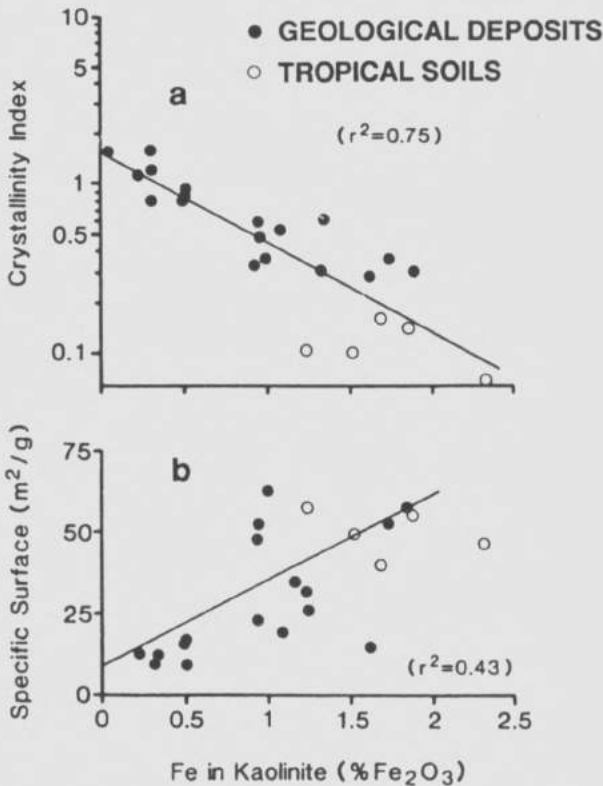 ● GEOLOGICAL DEPOSITS
○ TROPICAL SOILS
a
(r²=0.75)
Crystallinity Index
10
5
1
0.5
0.1
b
(r²=0.43)
Specific Surface (m²/g)
75
50
25
0
0 0.5 1 1.5 2 2.5
Fe in Kaolinite (%Fe₂O₃)